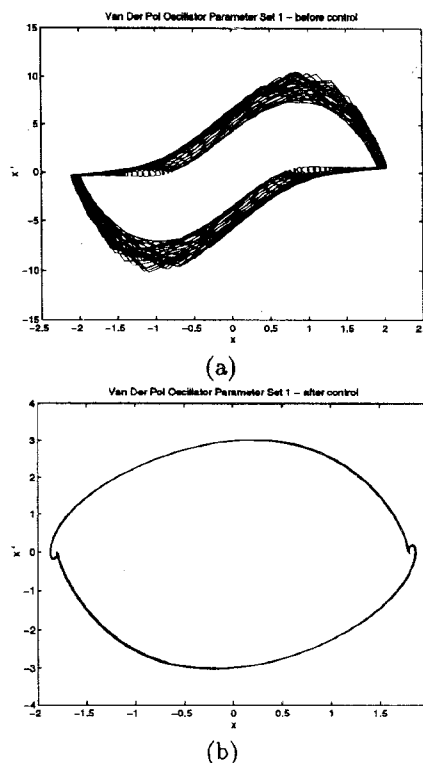 Van Der Pol Oscillator Parameter Set 1 – before control
15
10
5
0
-5
-10
-15
x'
-2.5 -2 -1.5 -1 -0.5 0 0.5 1 1.5 2 2.5
x
(a)
Van Der Pol Oscillator Parameter Set 1 – after control
4
3
2
1
0
-1
-2
-3
-4
x'
-2 -1.5 -1 -0.5 0 0.5 1 1.5 2
x
(b)